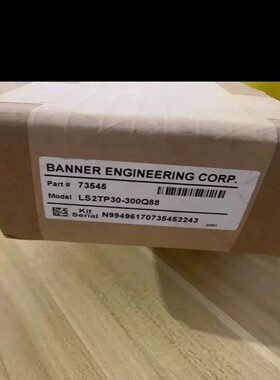 BANNER ENGINEERING CORP.
Part # 73545
Model LS2TP30-300Q88
Kit Serial N99496170735452243